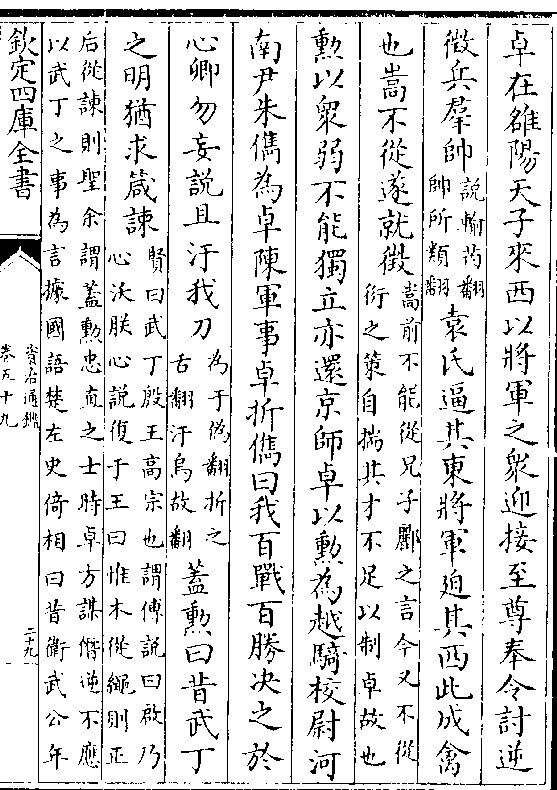 卓在雒陽天子來西以將軍之衆迎接至尊奉令討逆
徴兵羣帥
説輸芮翻
帥所類翻
袁氏逼其東將軍迫其西此成禽
也嵩不從遂就徴
嵩前不能從兄子酈之言今又不從
衍之策自揣其才不足以制卓故也
勲以衆弱不能獨立亦還京師卓以勲為越騎校尉河
南尹朱儁為卓陳軍事卓折儁曰我百戰百勝决之於
心卿勿妄説且汙我刀
為于偽翻折之
舌翻汙烏故翻
蓋勲曰昔武丁
之明猶求箴諫
賢曰武丁殷王高宗也謂傅説曰啟乃
心沃朕心説復于王曰惟木從繩則正
后從諫則聖余謂蓋勲忠直之士時卓方謀僭逆不應
以武丁之事為言據國語楚左史倚相曰昔衛武公年
欽定四庫全書
資治通鑑
卷五十九
二十九